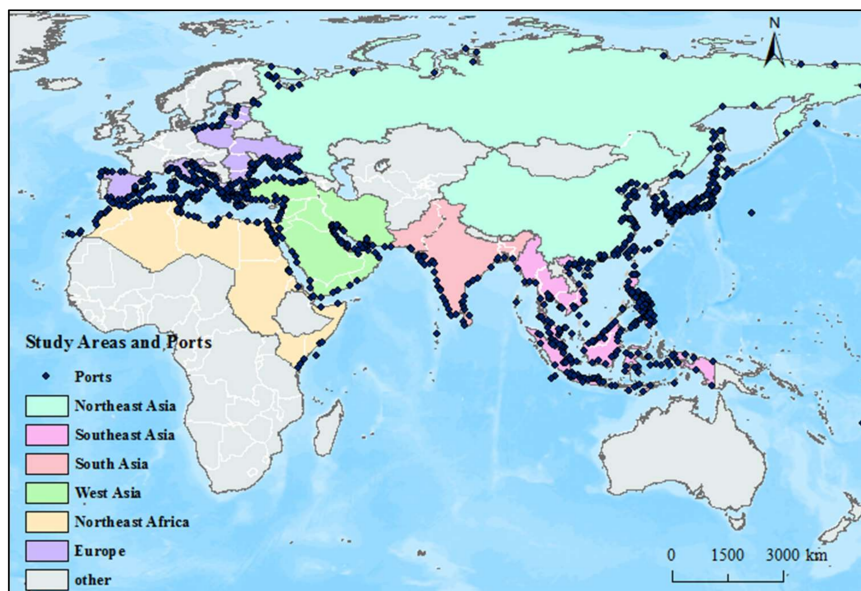 N
Study Areas and Ports
Ports
Northeast Asia
Southeast Asia
South Asia
West Asia
Northeast Africa
Europe
other
0 1500 3000 km